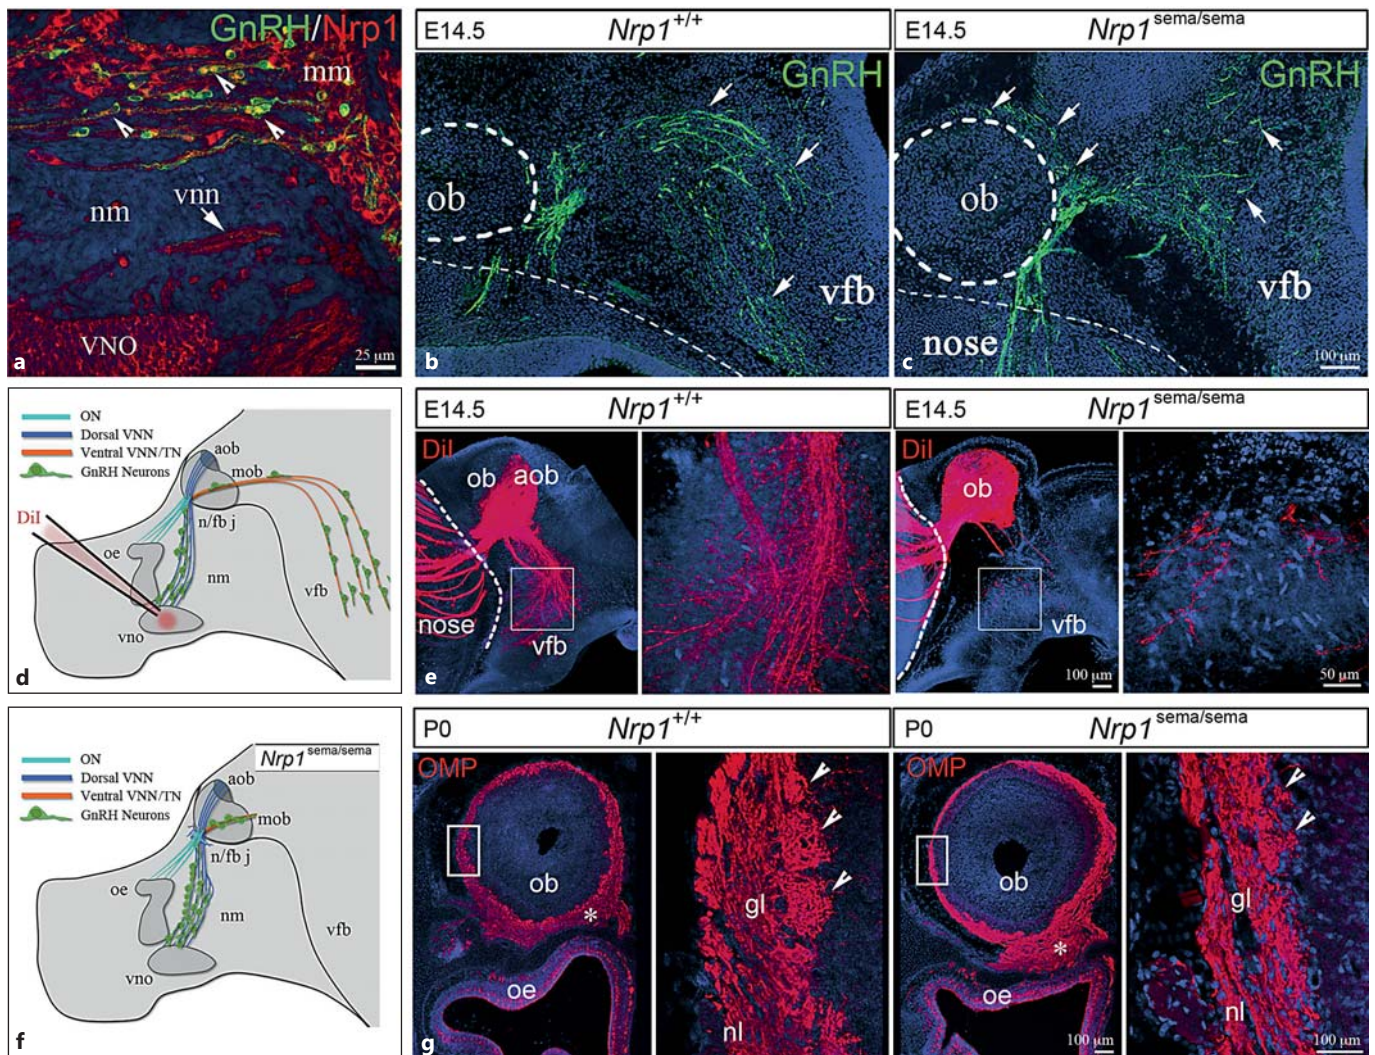 GnRH/Nrp1
mm
vnn
nm
VNO
25 µm
a
E14.5 Nrp1+/+
GnRH
ob
vfb
b
E14.5 Nrp1sema/sema
GnRH
ob
vfb
nose
100 µm
c
ON
Dorsal VNN
Ventral VNN/TN
GnRH Neurons
aob
mob
DiI
n/fb j
oe
nm
vfb
vno
d
E14.5 Nrp1+/+
DiI
ob aob
nose
vfb
e
E14.5 Nrp1sema/sema
DiI
ob
vfb
100 µm
50 µm
Nrp1sema/sema
ON
Dorsal VNN
Ventral VNN/TN
GnRH Neurons
aob
mob
n/fb j
oe
nm
vfb
vno
f
P0 Nrp1+/+
OMP
ob
*
oe
gl
nl
g
P0 Nrp1sema/sema
OMP
ob
*
oe
100 µm
gl
nl
100 µm